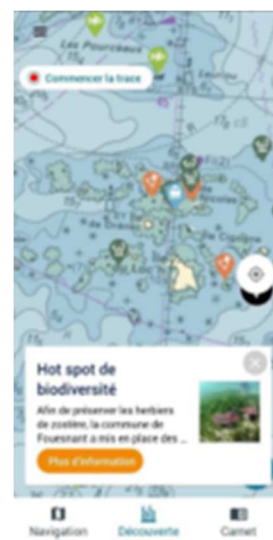 Les Pourceaux
Commencer la trace
Hot spot de
biodiversité
Afin de préserver les herbiers
de zostère, la commune de
Fouesnant a mis en place des ...
Plus d'information
Navigation
Découverte
Carnet